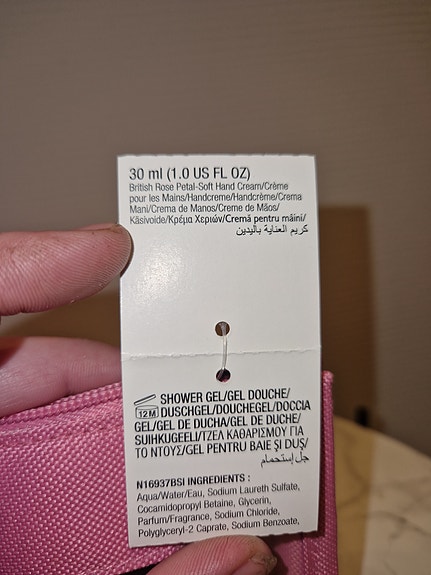 30 ml (1.0 US FL OZ)
British Rose Petal-Soft Hand Cream/Crème
pour les Mains/Handcreme/Handcrème/Crema
Mani/Crema de Manos/Creme de Mãos/
Käsivoide/Κρέμα Χεριών/Cremă pentru mâini/
كريم العناية باليدين
12M
SHOWER GEL/GEL DOUCHE/
DUSCHGEL/DOUCHEGEL/DOCCIA
GEL/GEL DE DUCHA/GEL DE DUCHE/
SUIHKUGEELI/ΤΖΕΛ ΚΑΘΑΡΙΣΜΟΥ ΓΙΑ
ΤΟ ΝΤΟΥΣ/GEL PENTRU BAIE ŞI DUŞ/
جل إستحمام
N16937BSI INGREDIENTS :
Aqua/Water/Eau, Sodium Laureth Sulfate,
Cocamidopropyl Betaine, Glycerin,
Parfum/Fragrance, Sodium Chloride,
Polyglyceryl-2 Caprate, Sodium Benzoate,